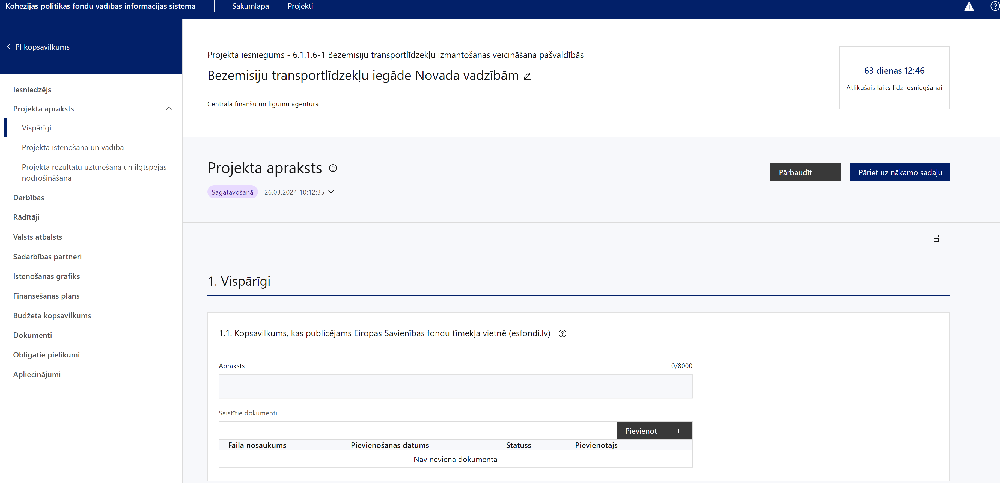 Kohēzijas politikas fondu vadības informācijas sistēma
Sākumlapa
Projekti
PI kopsavilkums
Iesniedzējs
Projekta apraksts
Vispārīgi
Projekta īstenošana un vadība
Projekta rezultātu uzturēšana un ilgtspējas
nodrošināšana
Darbības
Rādītāji
Valsts atbalsts
Sadarbības partneri
Īstenošanas grafiks
Finansēšanas plāns
Budžeta kopsavilkums
Dokumenti
Obligātie pielikumi
Apliecinājumi
Projekta iesniegums - 6.1.1.6-1 Bezemisiju transportlīdzekļu izmantošanas veicināšana pašvaldībās
Bezemisiju transportlīdzekļu iegāde Novada vadzībām
Centrālā finanšu un līgumu aģentūra
63 dienas 12:46
Atlikušais laiks līdz iesniegšanai
Projekta apraksts
Sagatavošanā 26.03.2024 10:12:35
Pārbaudīt
Pāriet uz nākamo sadaļu
1. Vispārīgi
1.1. Kopsavilkums, kas publicējams Eiropas Savienības fondu tīmekļa vietnē (esfondi.lv)
Apraksts 0/8000
Saistītie dokumenti
Pievienot +
Faila nosaukums Pievienošanas datums Statuss Pievienotājs
Nav neviena dokumenta